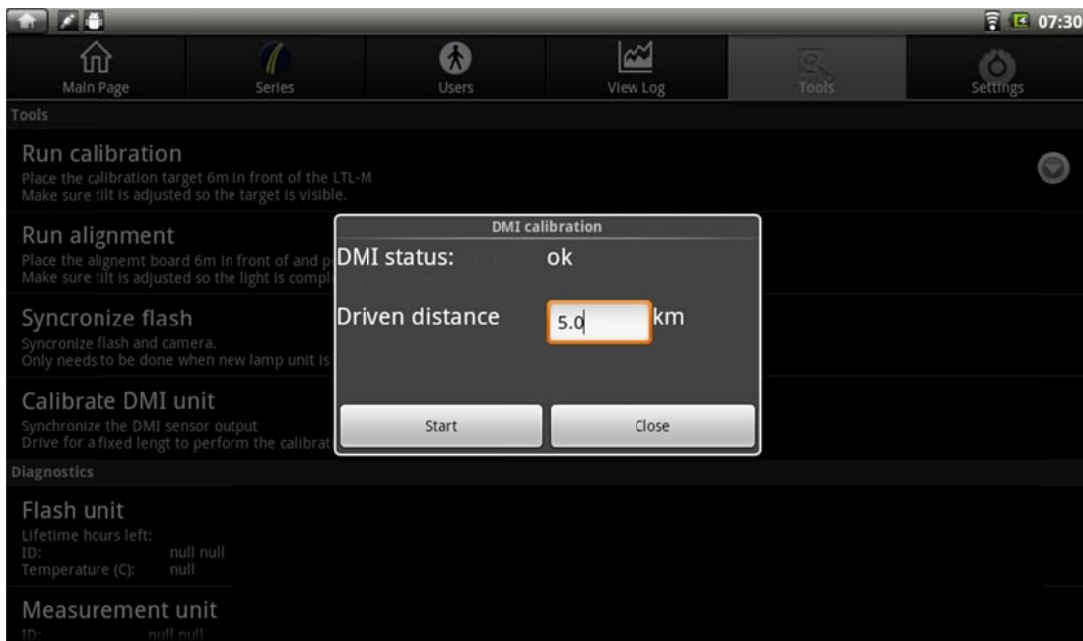 07:30
Main Page
Series
Users
View Log
Tools
Settings
Tools
Run calibration
Place the calibration target 6m in front of the LTL-M
Make sure tilt is adjusted so the target is visible.
Run alignment
Place the alignemt board 6m in front of and p
Make sure tilt is adjusted so the light is compl
Syncronize flash
Syncronize flash and camera.
Only needs to be done when new lamp unit is
Calibrate DMI unit
Synchronize the DMI sensor output
Drive for a fixed lengt to perform the calibrat
DMI calibration
DMI status: ok
Driven distance 5.0 km
Start
Close
Diagnostics
Flash unit
Lifetime hours left:
ID: null null
Temperature (C): null
Measurement unit
ID: null null